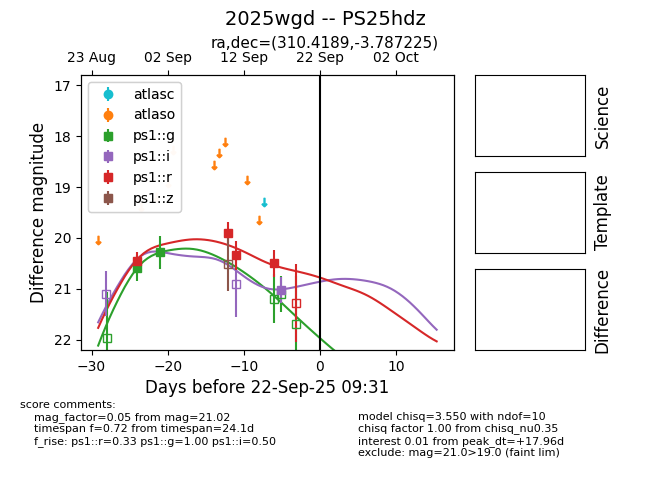 2025wgd -- PS25hdz
ra,dec=(310.4189,-3.787225)
23 Aug 02 Sep 12 Sep 22 Sep 02 Oct
17
18
19
20
21
22
Difference magnitude
atlasc
atlaso
ps1::g
ps1::i
ps1::r
ps1::z
−30 −20 −10 0 10
Days before 22-Sep-25 09:31
Science
Template
Difference
score comments:
mag_factor=0.05 from mag=21.02
timespan f=0.72 from timespan=24.1d
f_rise: ps1::r=0.33 ps1::g=1.00 ps1::i=0.50
model chisq=3.550 with ndof=10
chisq factor 1.00 from chisq_nu0.35
interest 0.01 from peak_dt=+17.96d
exclude: mag=21.0>19.0 (faint lim)